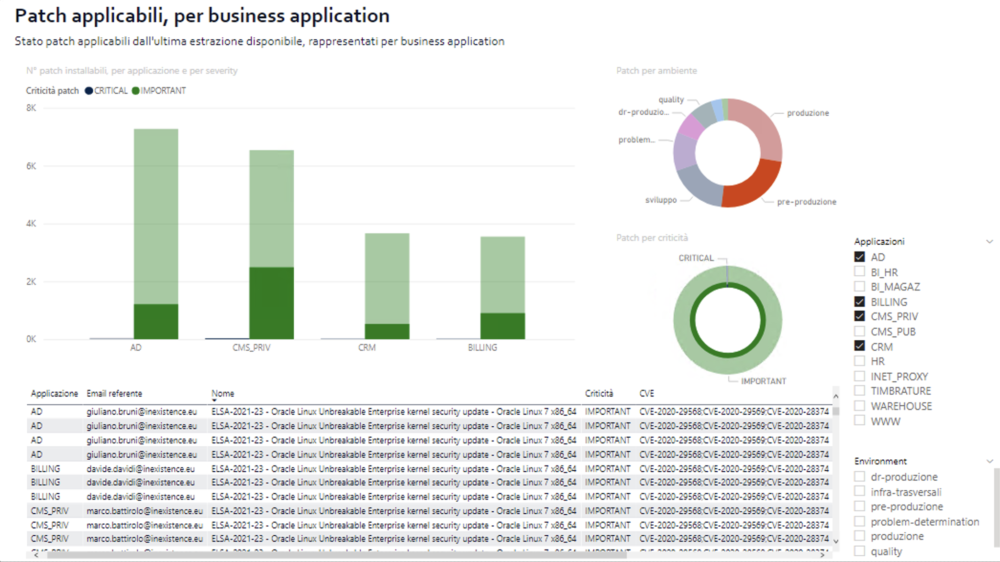 Patch applicabili, per business application
Stato patch applicabili dall'ultima estrazione disponibile, rappresentati per business application
N° patch installabili, per applicazione e per severity
Criticità patch CRITICAL IMPORTANT
8K
6K
4K
2K
0K
AD CMS_PRIV CRM BILLING
Patch per ambiente
quality
dr-produzio...
problem...
sviluppo
produzione
pre-produzione
Patch per criticità
CRITICAL
IMPORTANT
Applicazioni
AD
BI_HR
BI_MAGAZ
BILLING
CMS_PRIV
CMS_PUB
CRM
HR
INET_PROXY
TIMBRATURE
WAREHOUSE
WWW
Environment
dr-produzione
infra-trasversali
pre-produzione
problem-determination
produzione
quality
Applicazione Email referente Nome Criticità CVE
AD giuliano.bruni@inexistence.eu ELSA-2021-23 - Oracle Linux Unbreakable Enterprise kernel security update - Oracle Linux 7 x86_64 IMPORTANT CVE-2020-29568;CVE-2020-29569;CVE-2020-28374
AD giuliano.bruni@inexistence.eu ELSA-2021-23 - Oracle Linux Unbreakable Enterprise kernel security update - Oracle Linux 7 x86_64 IMPORTANT CVE-2020-29568;CVE-2020-29569;CVE-2020-28374
AD giuliano.bruni@inexistence.eu ELSA-2021-23 - Oracle Linux Unbreakable Enterprise kernel security update - Oracle Linux 7 x86_64 IMPORTANT CVE-2020-29568;CVE-2020-29569;CVE-2020-28374
AD giuliano.bruni@inexistence.eu ELSA-2021-23 - Oracle Linux Unbreakable Enterprise kernel security update - Oracle Linux 7 x86_64 IMPORTANT CVE-2020-29568;CVE-2020-29569;CVE-2020-28374
BILLING davide.davidi@inexistence.eu ELSA-2021-23 - Oracle Linux Unbreakable Enterprise kernel security update - Oracle Linux 7 x86_64 IMPORTANT CVE-2020-29568;CVE-2020-29569;CVE-2020-28374
BILLING davide.davidi@inexistence.eu ELSA-2021-23 - Oracle Linux Unbreakable Enterprise kernel security update - Oracle Linux 7 x86_64 IMPORTANT CVE-2020-29568;CVE-2020-29569;CVE-2020-28374
BILLING davide.davidi@inexistence.eu ELSA-2021-23 - Oracle Linux Unbreakable Enterprise kernel security update - Oracle Linux 7 x86_64 IMPORTANT CVE-2020-29568;CVE-2020-29569;CVE-2020-28374
CMS_PRIV marco.battirolo@inexistence.eu ELSA-2021-23 - Oracle Linux Unbreakable Enterprise kernel security update - Oracle Linux 7 x86_64 IMPORTANT CVE-2020-29568;CVE-2020-29569;CVE-2020-28374
CMS_PRIV marco.battirolo@inexistence.eu ELSA-2021-23 - Oracle Linux Unbreakable Enterprise kernel security update - Oracle Linux 7 x86_64 IMPORTANT CVE-2020-29568;CVE-2020-29569;CVE-2020-28374
CMS_PRIV marco.battirolo@inexistence.eu ELSA-2021-23 - Oracle Linux Unbreakable Enterprise kernel security update - Oracle Linux 7 x86_64 IMPORTANT CVE-2020-29568;CVE-2020-29569;CVE-2020-28374